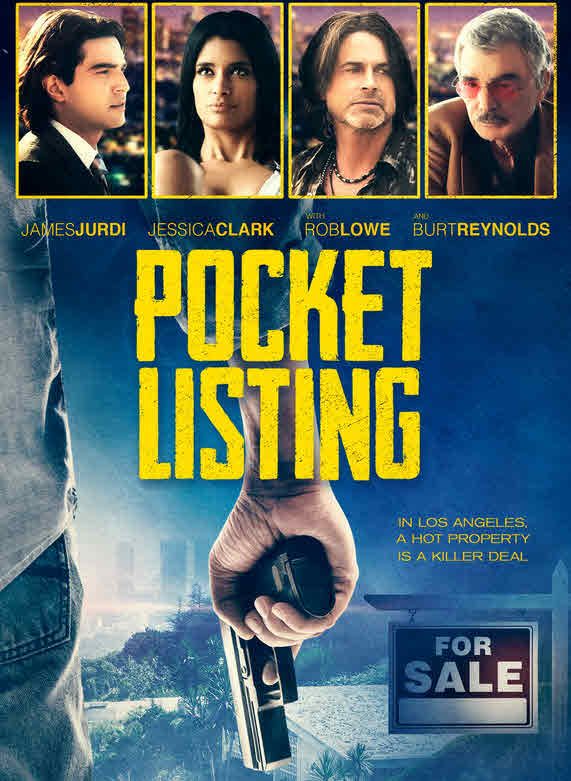 JAMESJURDI JESSICACLARK WITH ROBLOWE AND BURTREYNOLDS
POCKET
LISTING
IN LOS ANGELES,
A HOT PROPERTY
IS A KILLER DEAL
FOR
SALE